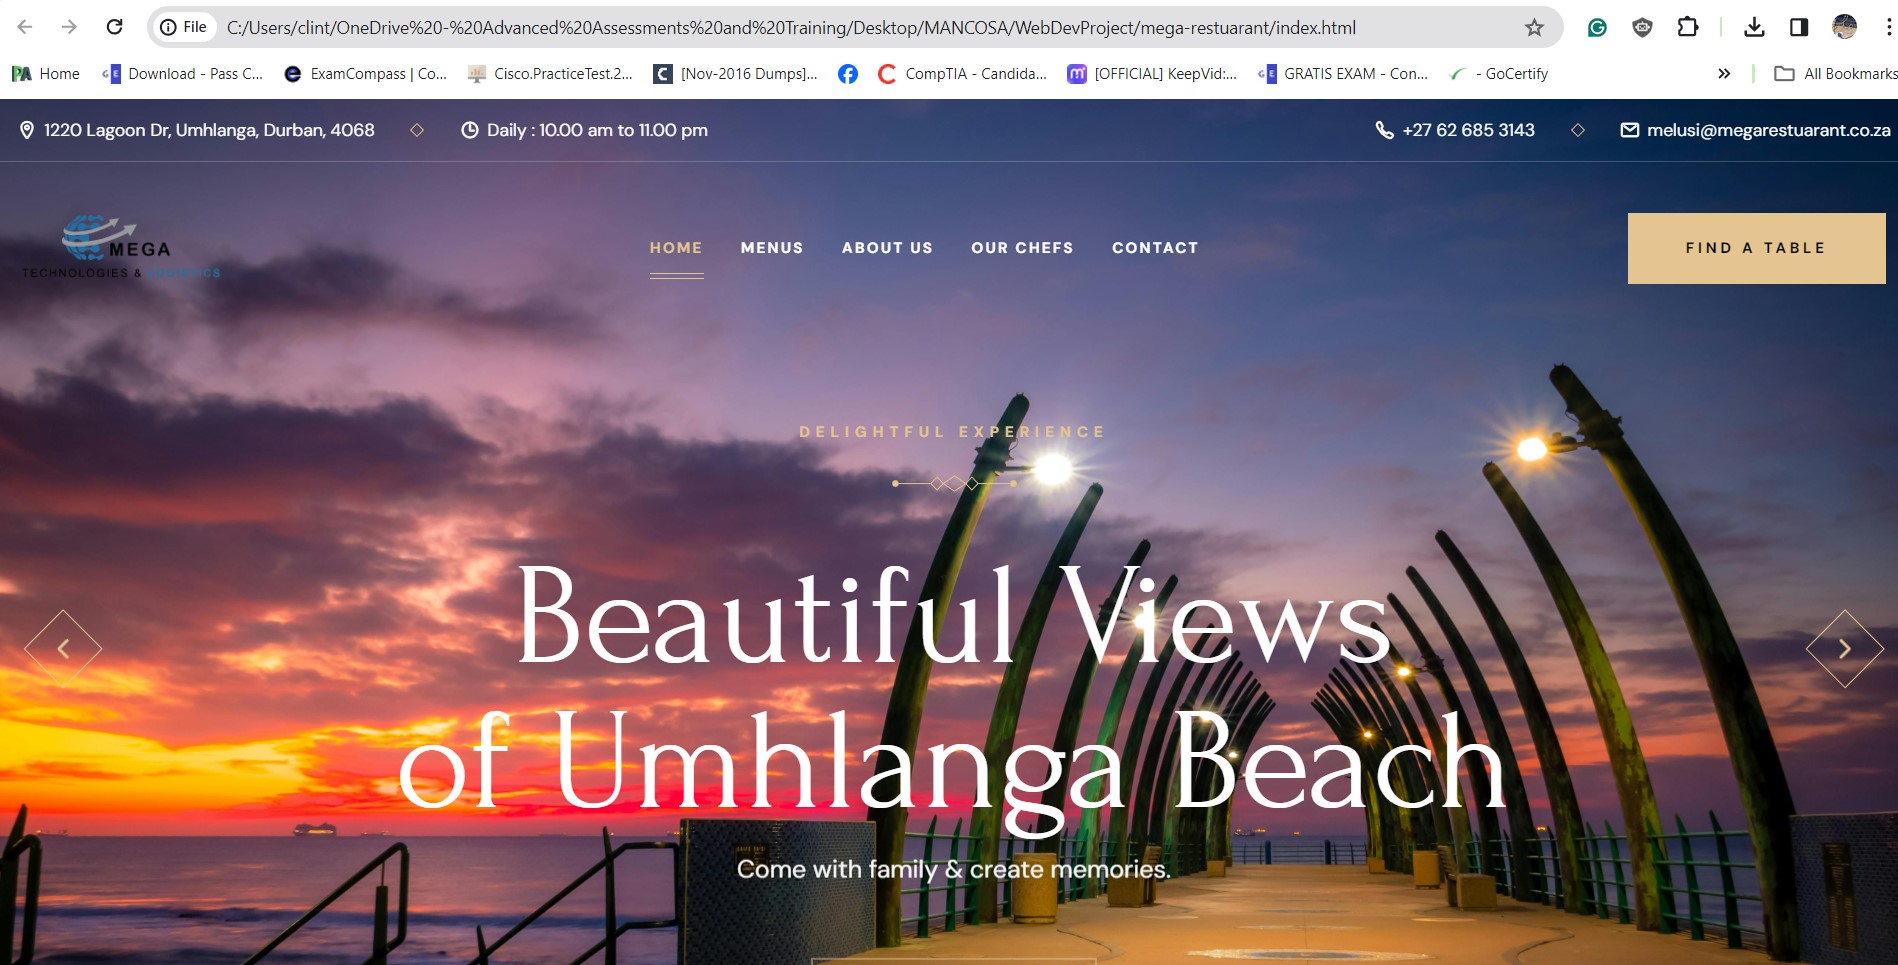 File
C:/Users/clint/OneDrive%20-%20Advanced%20Assessments%20and%20Training/Desktop/MANCOSA/WebDevProject/mega-restuarant/index.html
Home
Download - Pass C...
ExamCompass | Co...
Cisco.PracticeTest.2...
[Nov-2016 Dumps]...
CompTIA - Candida...
[OFFICIAL] KeepVid:...
GRATIS EXAM - Con...
- GoCertify
»
All Bookmarks
1220 Lagoon Dr, Umhlanga, Durban, 4068
Daily : 10.00 am to 11.00 pm
+27 62 685 3143
melusi@megarestuarant.co.za
MEGA
TECHNOLOGIES & LOGISTICS
HOME
MENUS
ABOUT US
OUR CHEFS
CONTACT
FIND A TABLE
DELIGHTFUL EXPERIENCE
Beautiful Views
of Umhlanga Beach
Come with family & create memories.